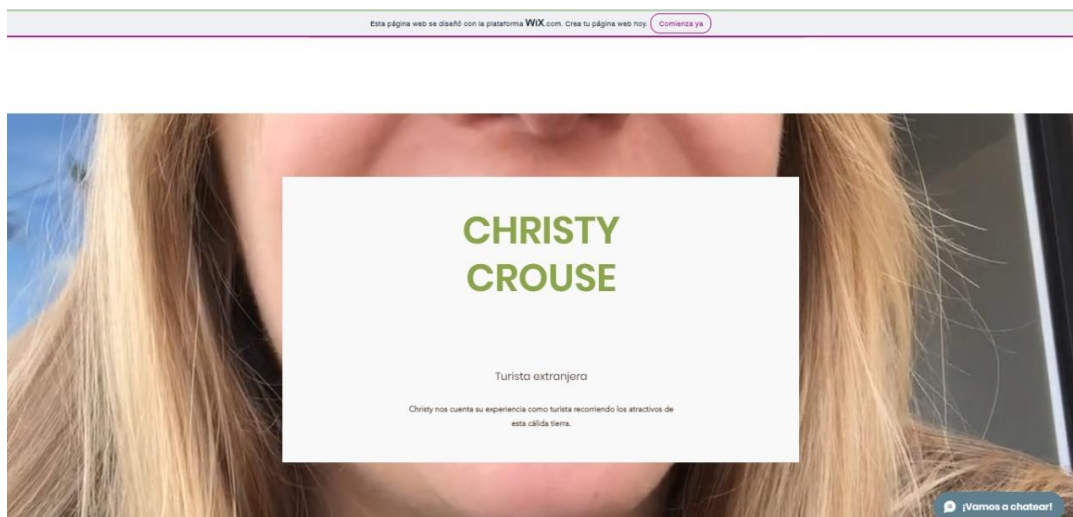 Esta página web se diseñó con la plataforma WiX.com. Crea tu página web hoy. Comienza ya
CHRISTY
CROUSE
Turista extranjera
Christy nos cuenta su experiencia como turista recorriendo los atractivos de
esta cálida tierra.
¡Vamos a chatear!